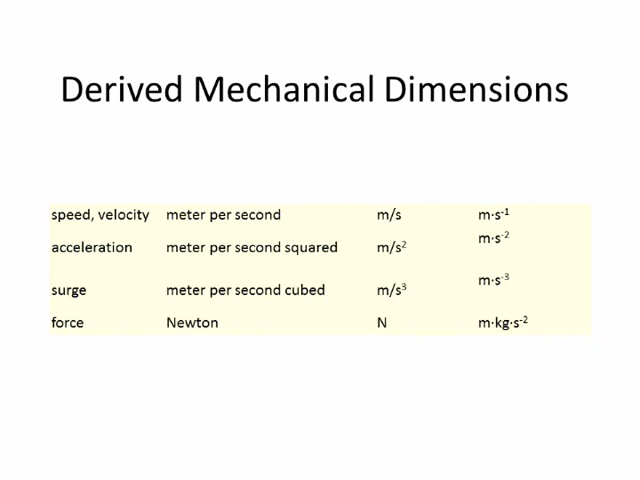 Derived Mechanical Dimensions
speed, velocity meter per second m/s m·s⁻¹
acceleration meter per second squared m/s² m·s⁻²
surge meter per second cubed m/s³ m·s⁻³
force Newton N m·kg·s⁻²